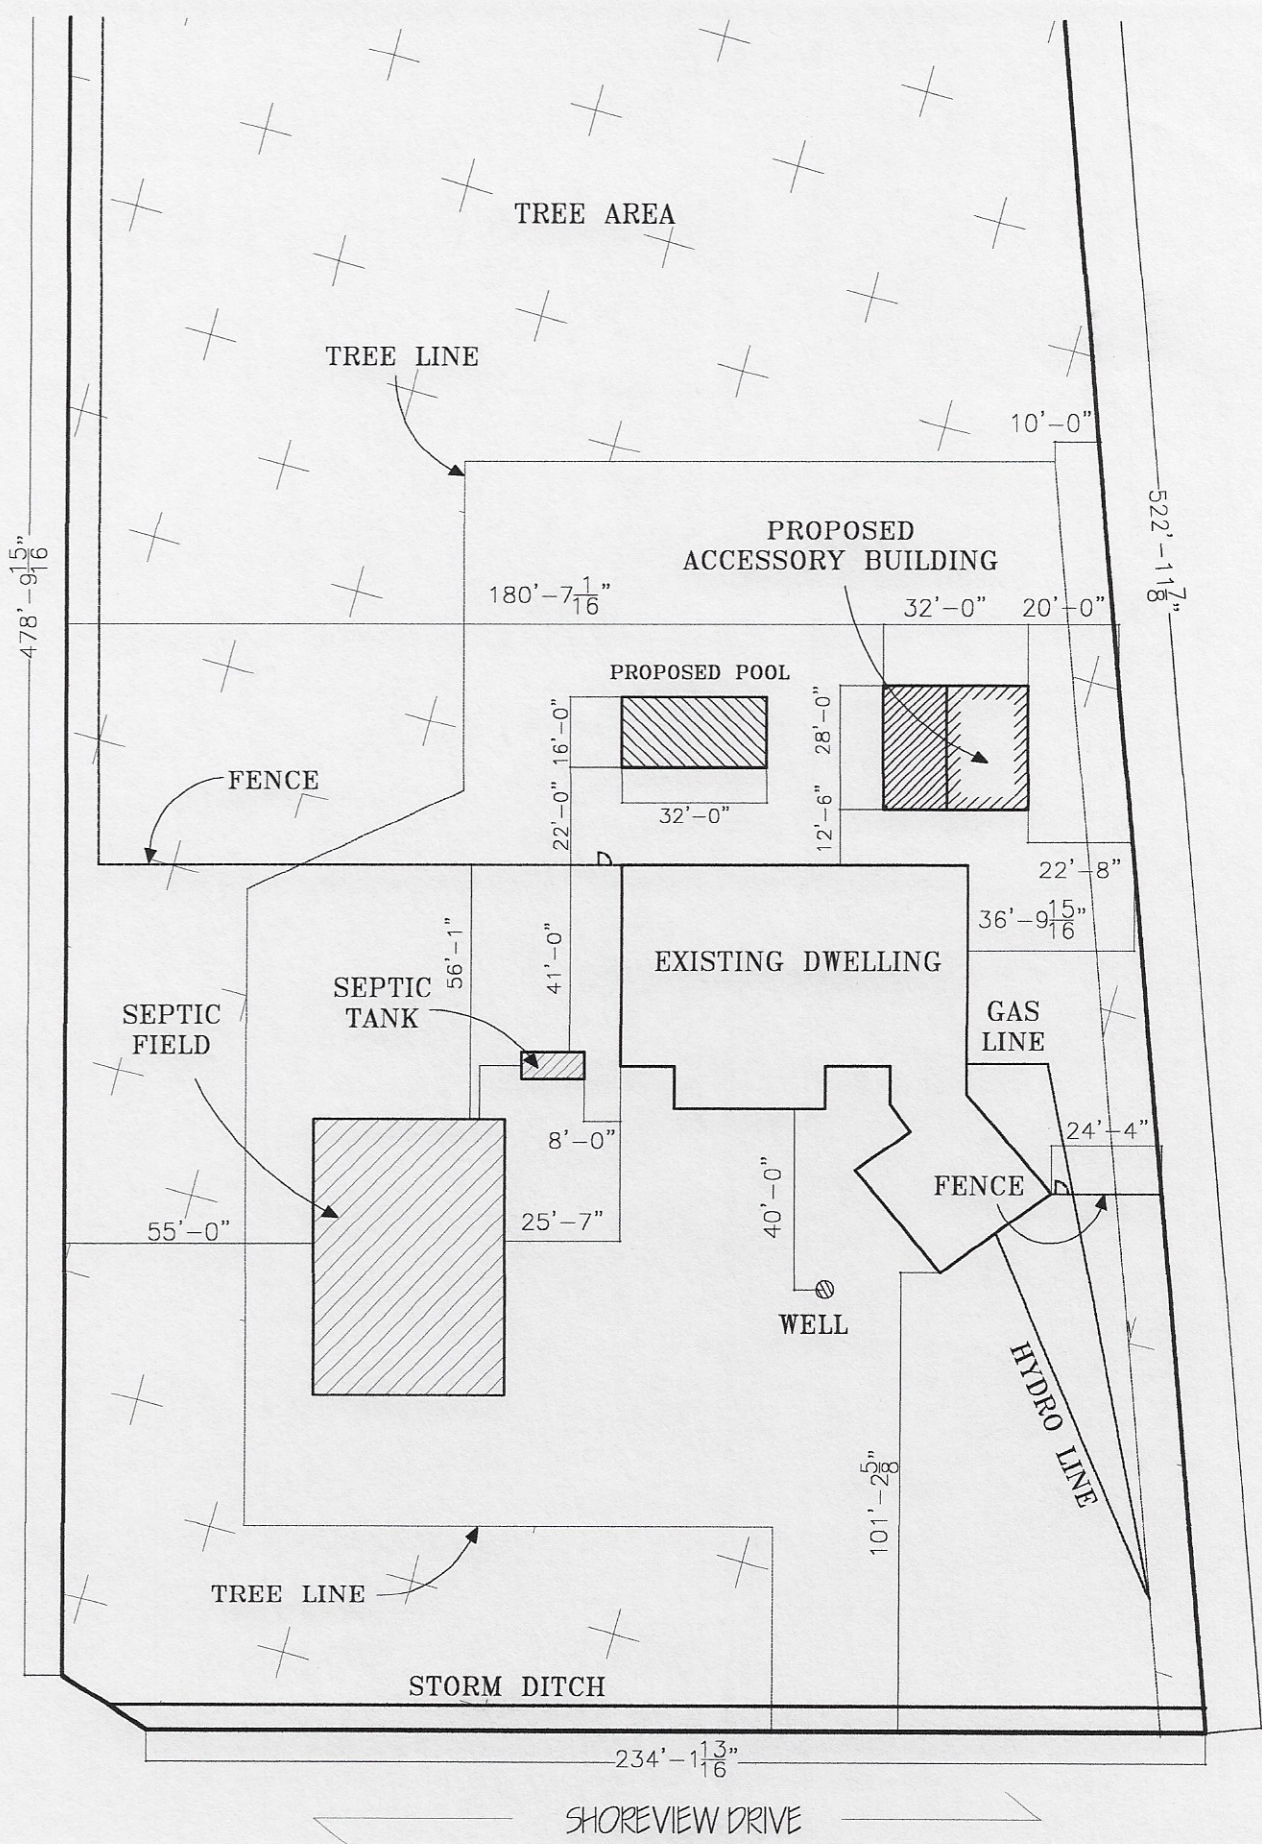 TREE AREA
TREE LINE
10'-0"
478'-9 15/16"
522'-11 7/8"
PROPOSED
ACCESSORY BUILDING
180'-7 1/16"
32'-0"
20'-0"
PROPOSED POOL
16'-0"
28'-0"
FENCE
32'-0"
22'-0"
12'-6"
22'-8"
36'-9 15/16"
56'-1"
41'-0"
EXISTING DWELLING
SEPTIC
TANK
SEPTIC
FIELD
GAS
LINE
8'-0"
24'-4"
FENCE
55'-0"
25'-7"
40'-0"
WELL
HYDRO LINE
101'-2 5/8"
TREE LINE
STORM DITCH
234'-1 13/16"
SHOREVIEW DRIVE